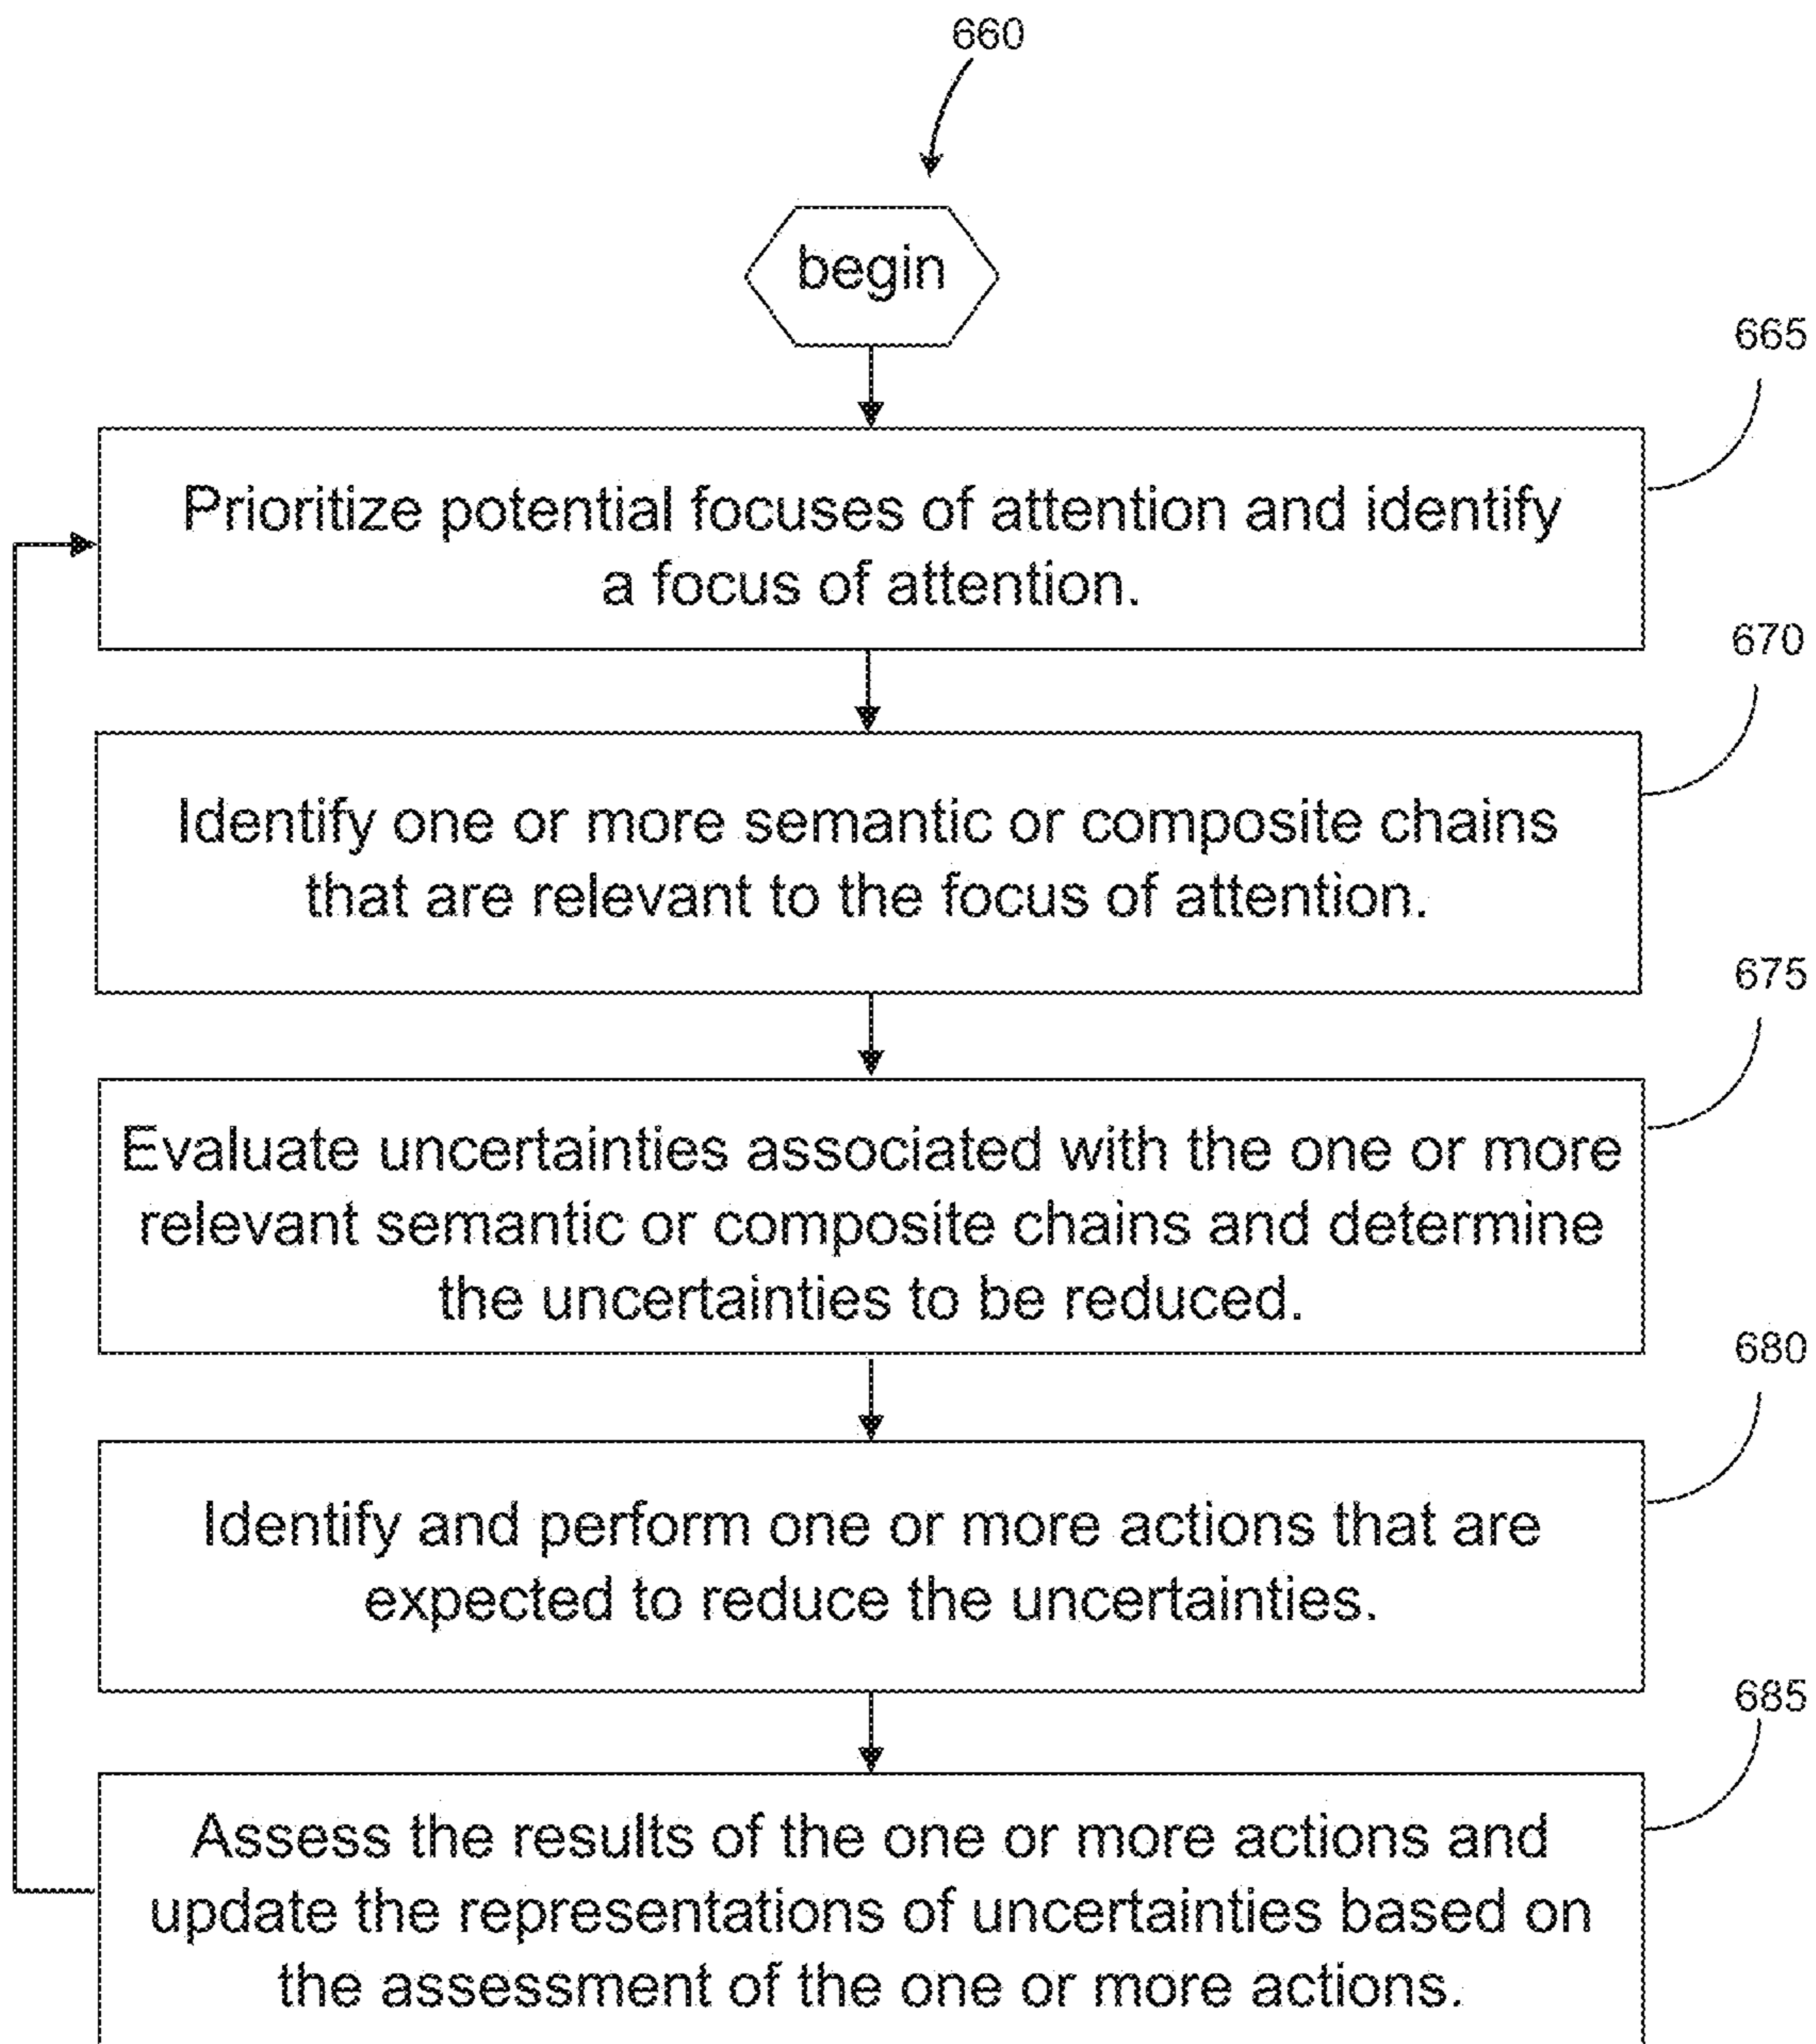 660
begin
665
Prioritize potential focuses of attention and identify
a focus of attention.
670
Identify one or more semantic or composite chains
that are relevant to the focus of attention.
675
Evaluate uncertainties associated with the one or more
relevant semantic or composite chains and determine
the uncertainties to be reduced.
680
Identify and perform one or more actions that are
expected to reduce the uncertainties.
685
Assess the results of the one or more actions and
update the representations of uncertainties based on
the assessment of the one or more actions.